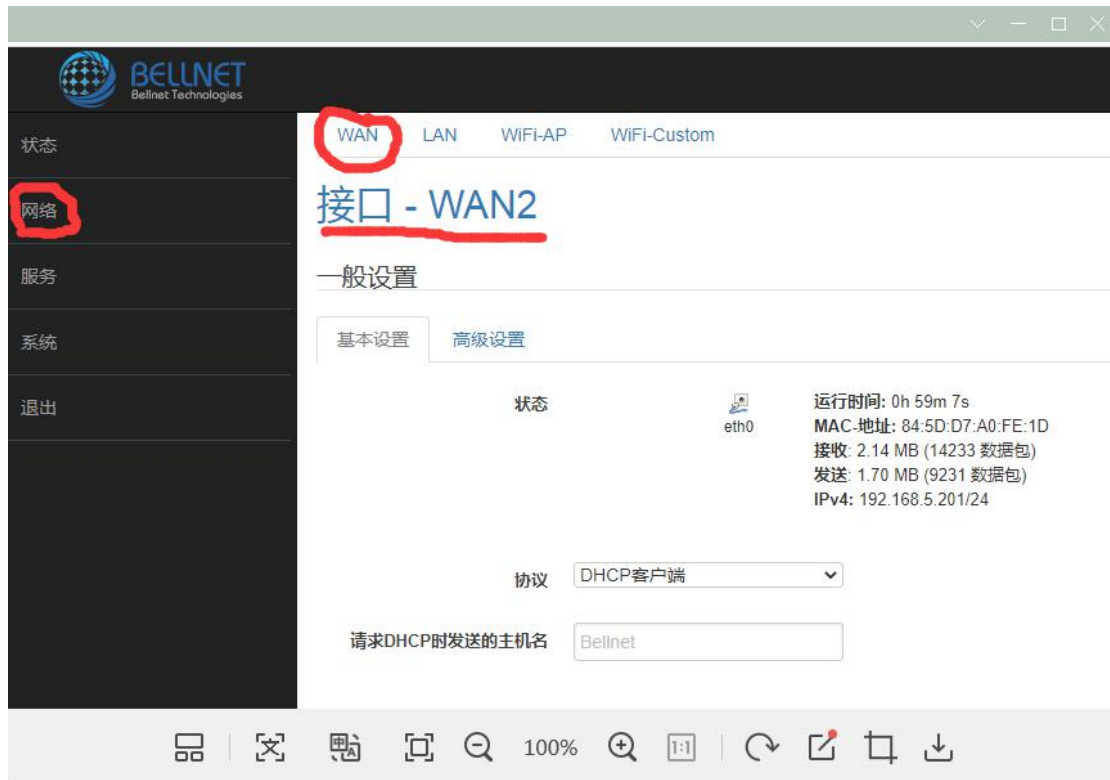 BELLNET
Bellnet Technologies
状态
网络
服务
系统
退出
WAN LAN WiFi-AP WiFi-Custom
接口 - WAN2
一般设置
基本设置 高级设置
状态
eth0
运行时间: 0h 59m 7s
MAC-地址: 84:5D:D7:A0:FE:1D
接收: 2.14 MB (14233 数据包)
发送: 1.70 MB (9231 数据包)
IPv4: 192.168.5.201/24
协议 DHCP客户端
请求DHCP时发送的主机名 Bellnet
100% 1:1